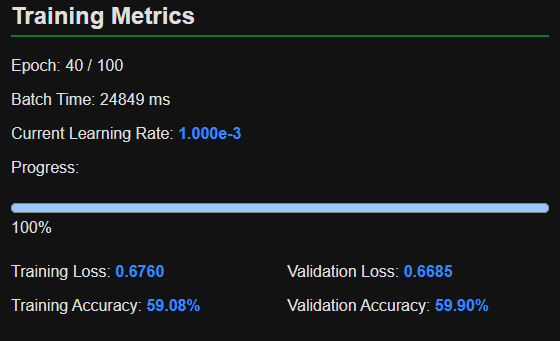 Training Metrics
Epoch: 40 / 100
Batch Time: 24849 ms
Current Learning Rate: 1.000e-3
Progress:
100%
Training Loss: 0.6760 Validation Loss: 0.6685
Training Accuracy: 59.08% Validation Accuracy: 59.90%